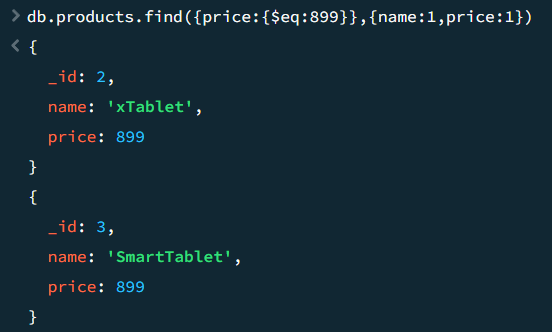 > db.products.find({price:{$eq:899}},{name:1,price:1})
< {
_id: 2,
name: 'xTablet',
price: 899
}
{
_id: 3,
name: 'SmartTablet',
price: 899
}